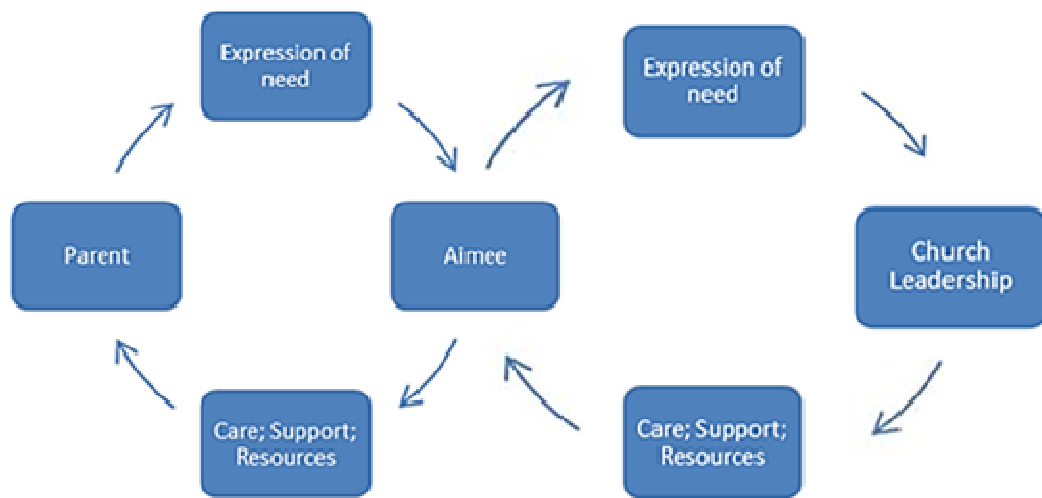 Expression of
need
Expression of
need
Parent
Aimee
Church
Leadership
Care; Support;
Resources
Care; Support;
Resources